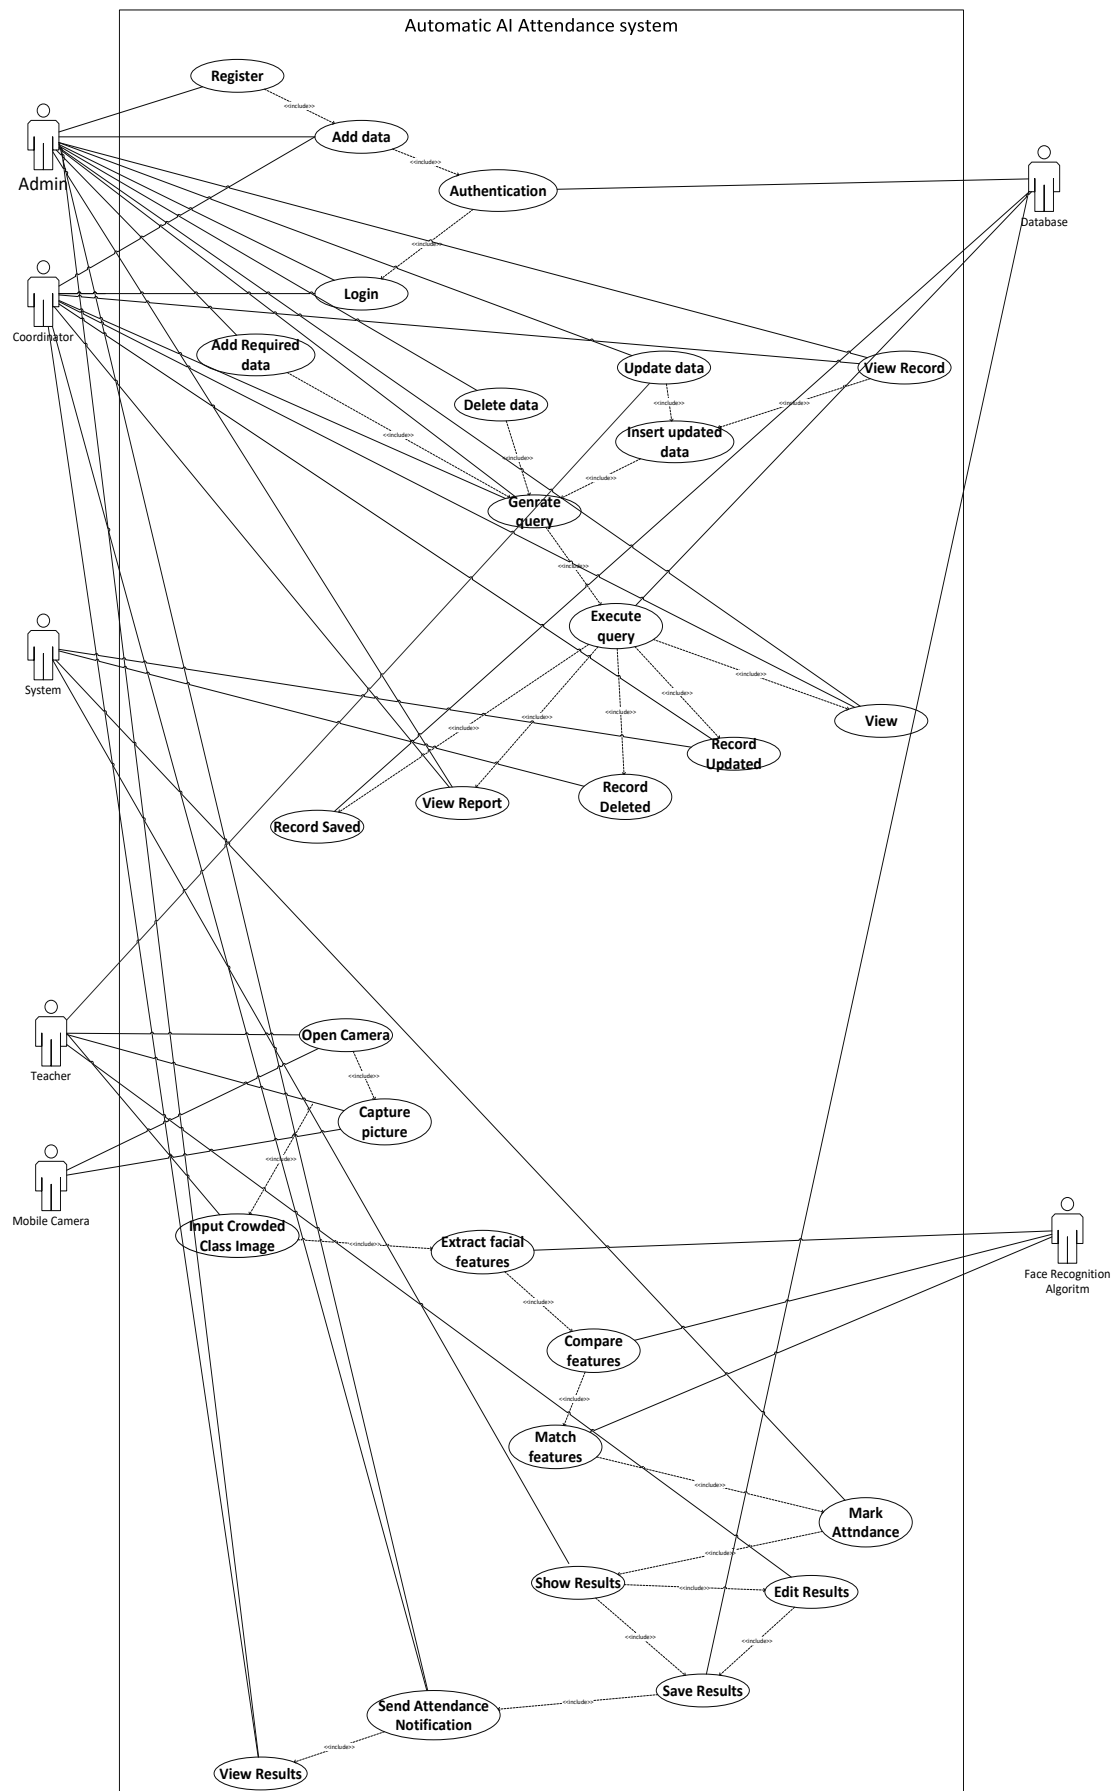 Automatic AI Attendance system
Register
<<include>>
Add data
<<include>>
Admin
Authentication
Database
<<include>>
Login
Coordinator
Add Required
data
Update data
View Record
Delete data
<<include>>
<<include>>
Insert updated
data
<<include>>
<<include>>
<<include>>
Genrate
query
<<include>>
Execute
query
<<include>>
System
<<include>>
View
<<include>>
<<include>>
<<include>>
Record
Updated
Record
Deleted
View Report
Record Saved
Open Camera
Teacher
<<include>>
Capture
picture
<<include>>
Mobile Camera
Input Crowded
Class Image
<<include>>
Extract facial
features
Face Recognition
Algoritm
<<include>>
Compare
features
<<include>>
Match
features
<<include>>
Mark
Attndance
<<include>>
Show Results
<<include>>
Edit Results
<<include>>
<<include>>
Save Results
<<include>>
Send Attendance
Notification
<<include>>
View Results